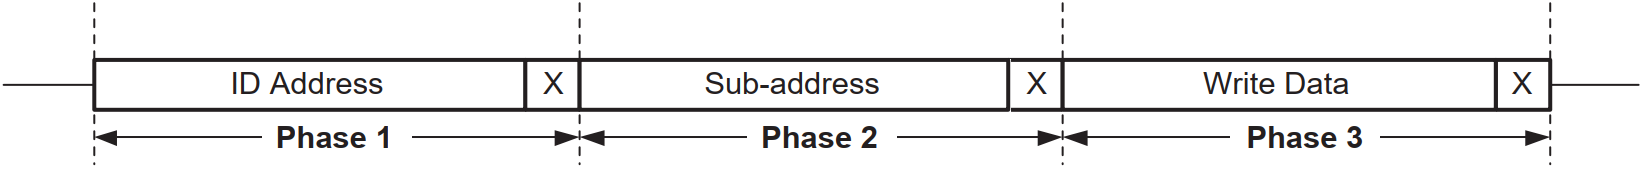 ID Address X Sub-address X Write Data X
Phase 1 Phase 2 Phase 3